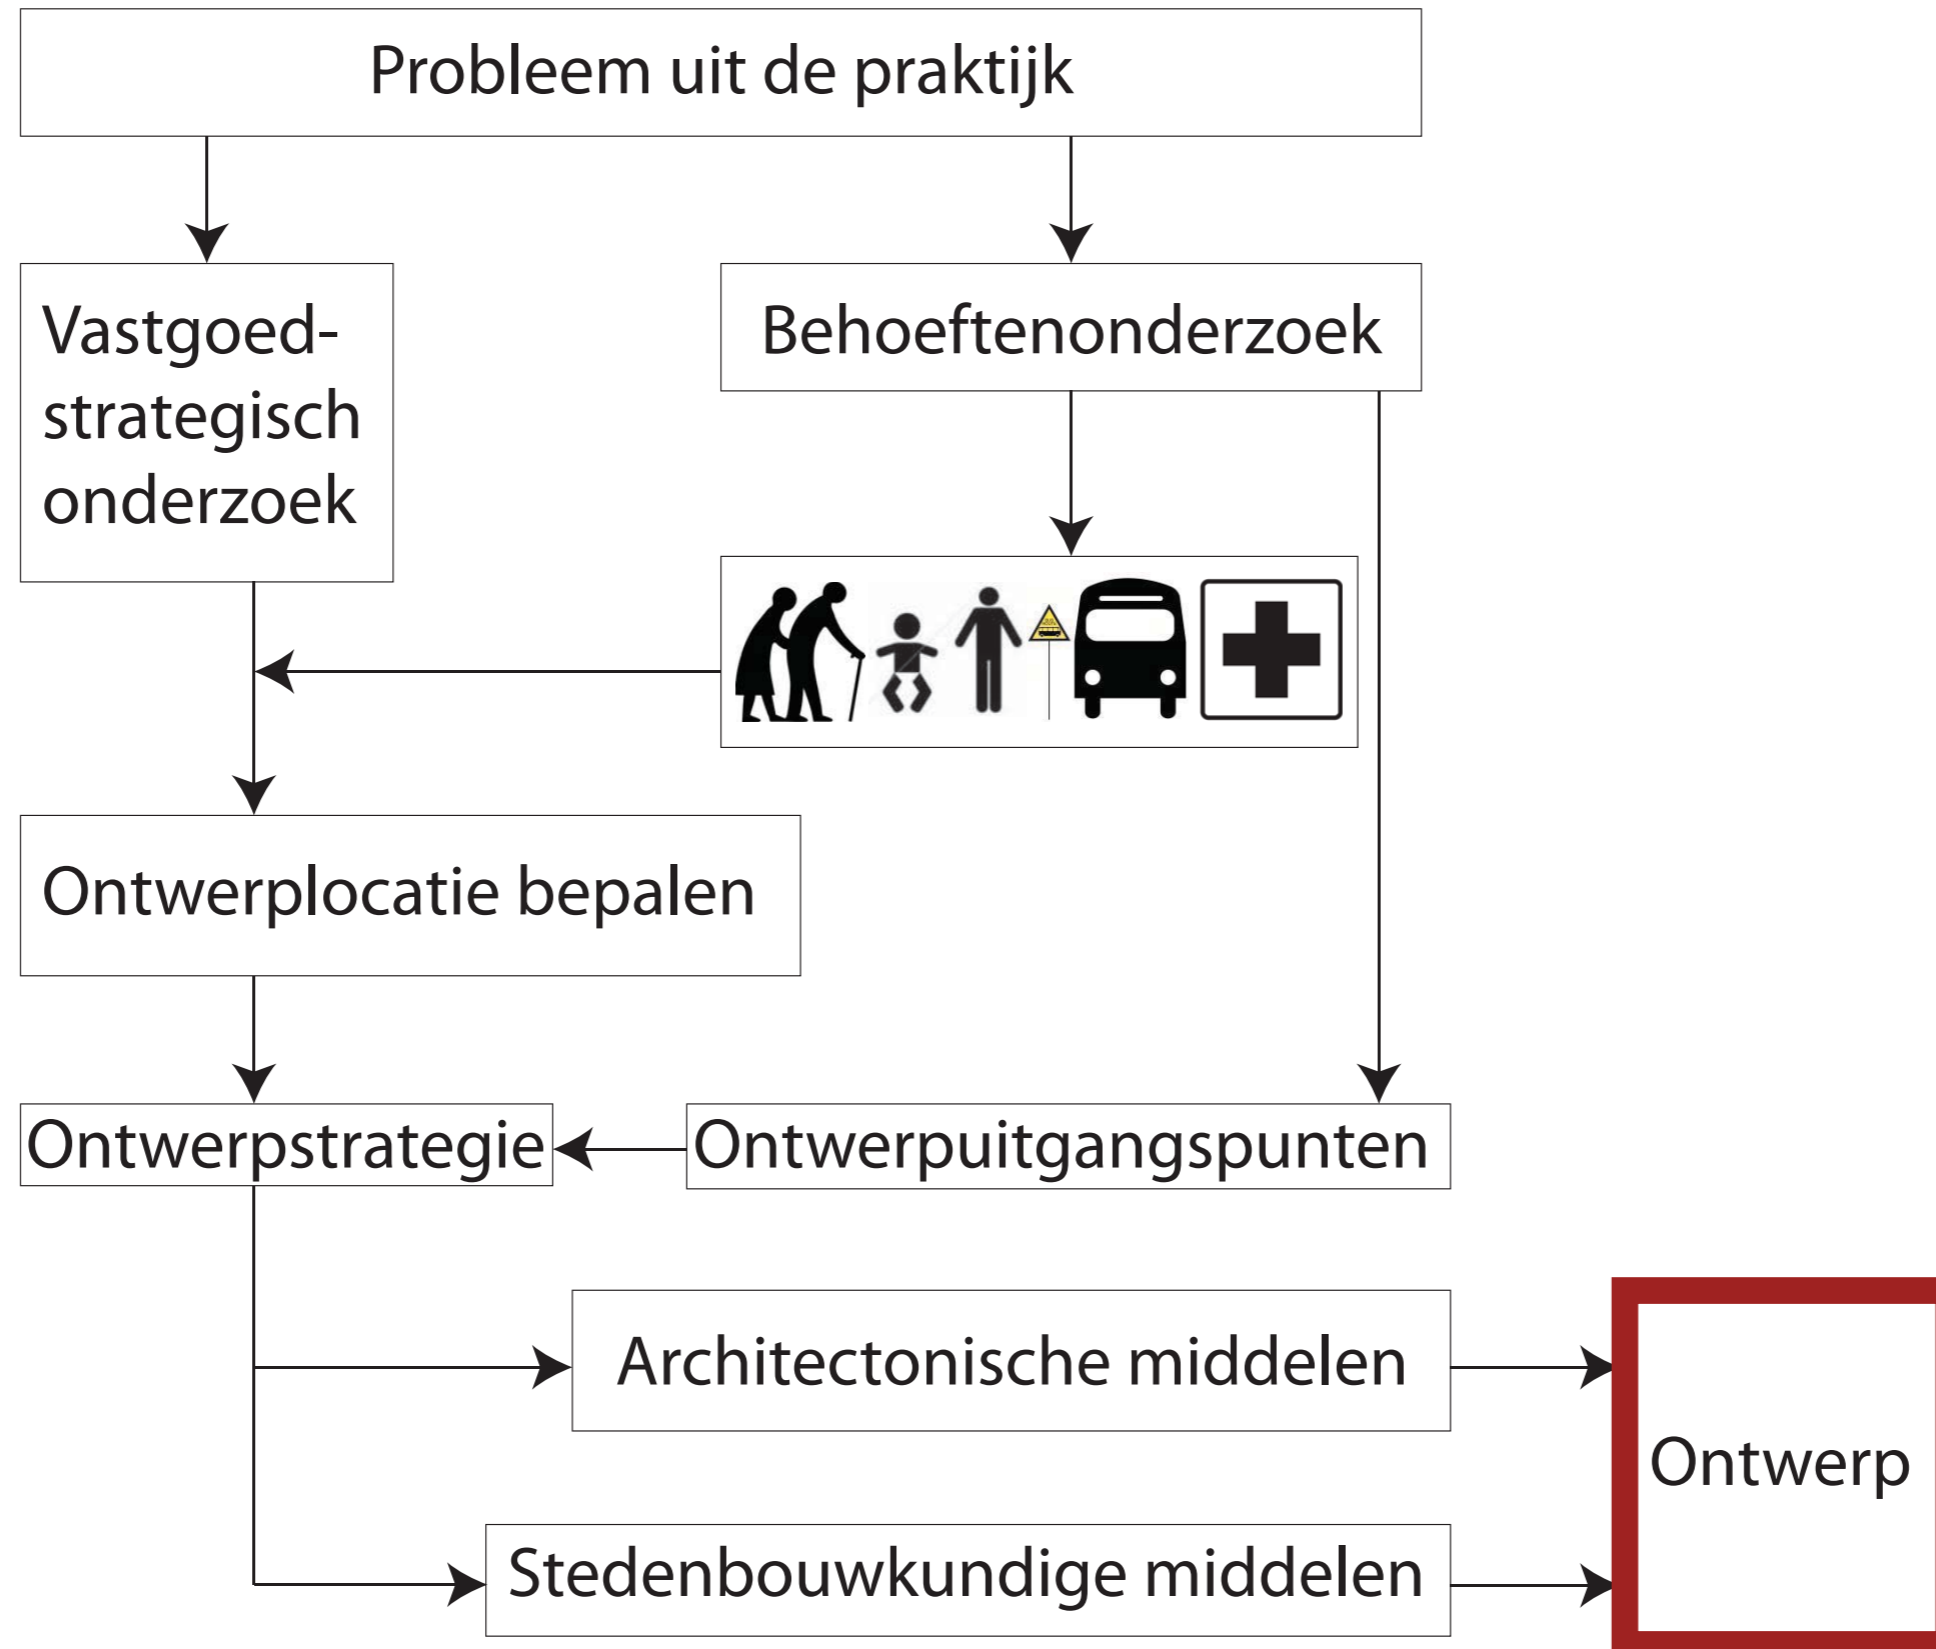 Probleem uit de praktijk
Vastgoed-
strategisch
onderzoek
Behoeftenonderzoek
Ontwerplocatie bepalen
Ontwerpstrategie
Ontwerpuitgangspunten
Architectonische middelen
Ontwerp
Stedenbouwkundige middelen